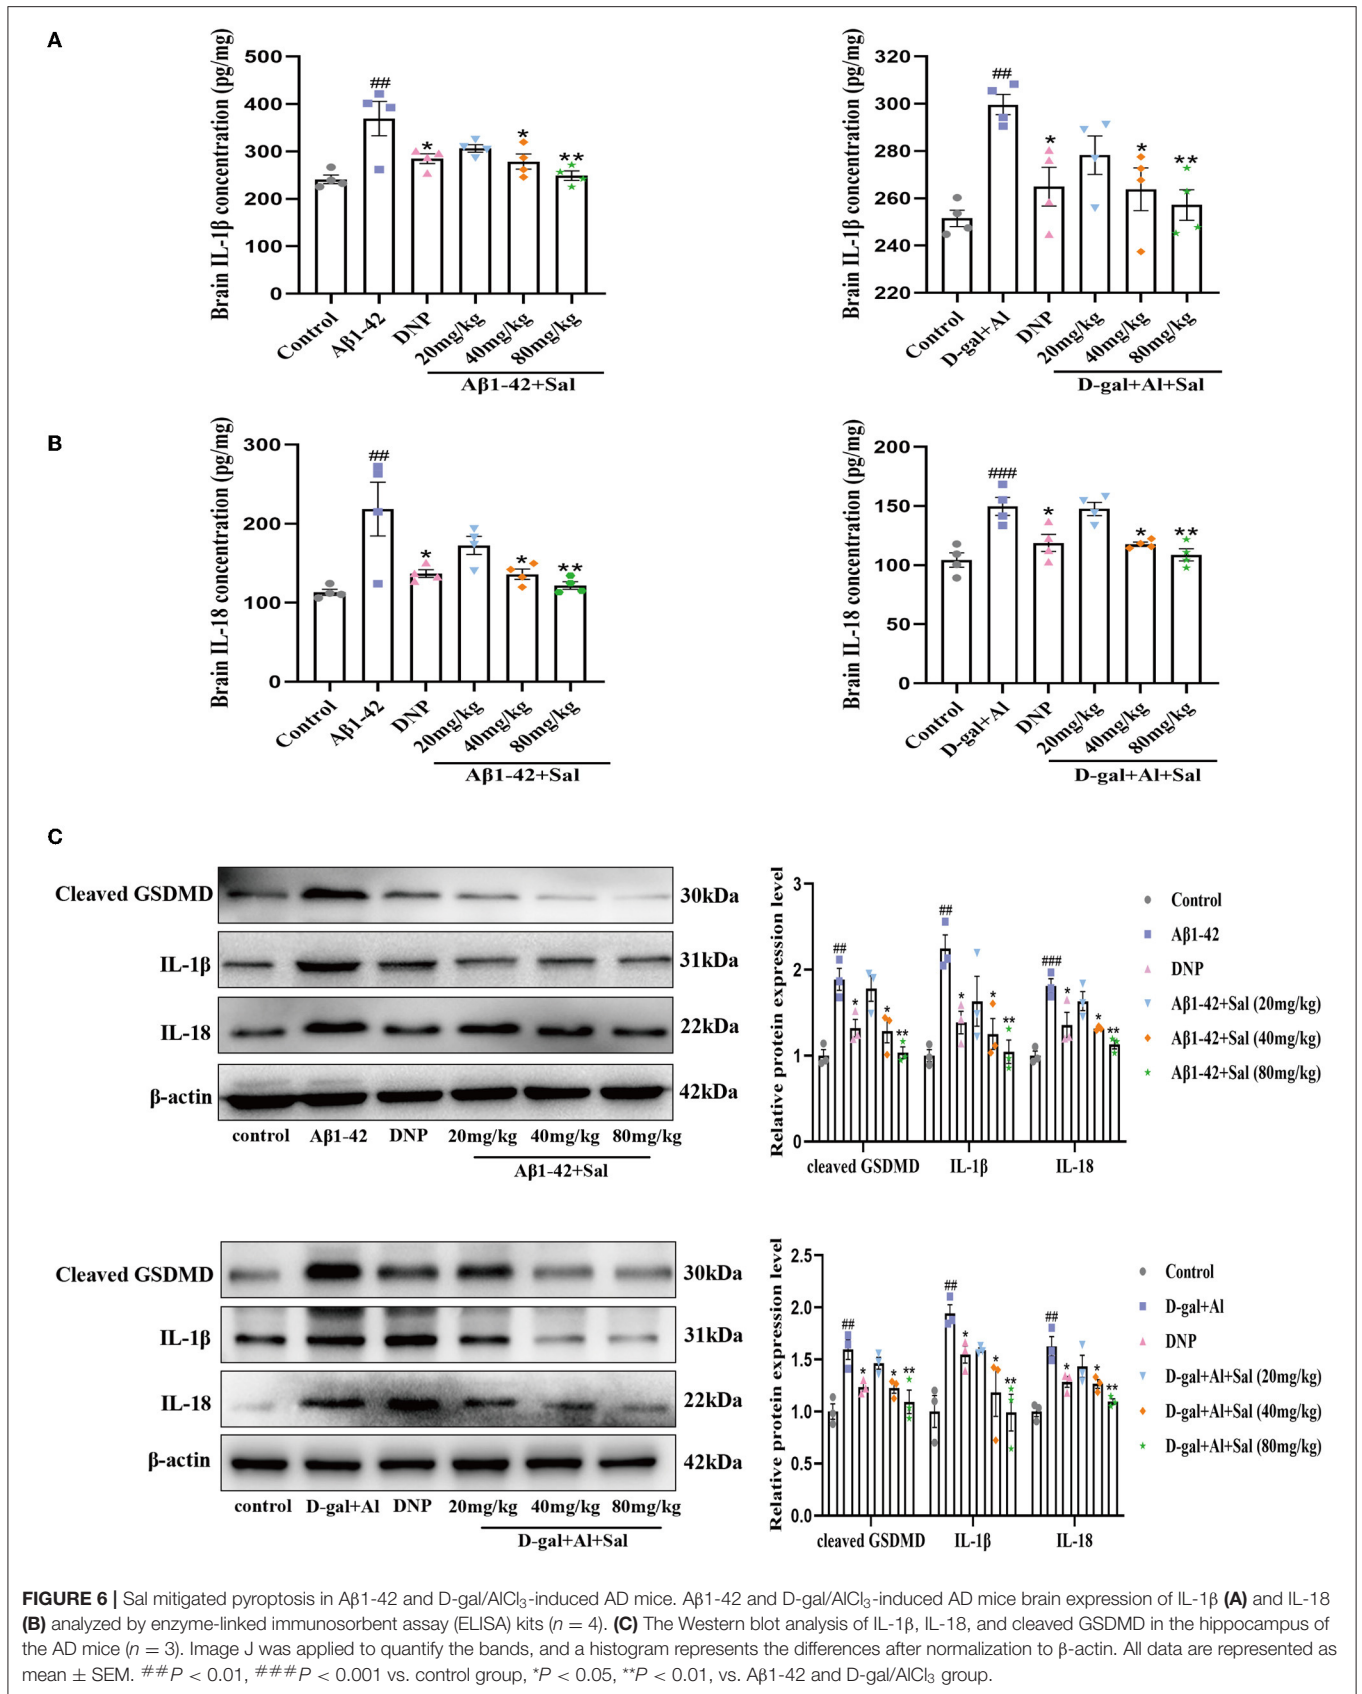 A
Brain IL-1β concentration (pg/mg)
500
400
300
200
100
0
##
*
*
**
Control
Aβ1-42
DNP
20mg/kg
40mg/kg
80mg/kg
Aβ1-42+Sal
Brain IL-1β concentration (pg/mg)
320
300
280
260
240
220
##
*
*
**
Control
D-gal+Al
DNP
20mg/kg
40mg/kg
80mg/kg
D-gal+Al+Sal
B
Brain IL-18 concentration (pg/mg)
300
200
100
0
##
*
*
**
Control
Aβ1-42
DNP
20mg/kg
40mg/kg
80mg/kg
Aβ1-42+Sal
Brain IL-18 concentration (pg/mg)
200
150
100
50
0
###
*
*
**
Control
D-gal+Al
DNP
20mg/kg
40mg/kg
80mg/kg
D-gal+Al+Sal
C
Cleaved GSDMD 30kDa
IL-1β 31kDa
IL-18 22kDa
β-actin 42kDa
control Aβ1-42 DNP 20mg/kg 40mg/kg 80mg/kg
Aβ1-42+Sal
Relative protein expression level
3
2
1
0
##
*
*
**
##
*
*
**
###
*
*
**
cleaved GSDMD IL-1β IL-18
Control
Aβ1-42
DNP
Aβ1-42+Sal (20mg/kg)
Aβ1-42+Sal (40mg/kg)
Aβ1-42+Sal (80mg/kg)
Cleaved GSDMD 30kDa
IL-1β 31kDa
IL-18 22kDa
β-actin 42kDa
control D-gal+Al DNP 20mg/kg 40mg/kg 80mg/kg
D-gal+Al+Sal
Relative protein expression level
2.5
2.0
1.5
1.0
0.5
0.0
##
*
*
**
##
*
*
**
##
*
*
**
cleaved GSDMD IL-1β IL-18
Control
D-gal+Al
DNP
D-gal+Al+Sal (20mg/kg)
D-gal+Al+Sal (40mg/kg)
D-gal+Al+Sal (80mg/kg)
FIGURE 6 | Sal mitigated pyroptosis in Aβ1-42 and D-gal/AlCl₃-induced AD mice. Aβ1-42 and D-gal/AlCl₃-induced AD mice brain expression of IL-1β (A) and IL-18
(B) analyzed by enzyme-linked immunosorbent assay (ELISA) kits (n = 4). (C) The Western blot analysis of IL-1β, IL-18, and cleaved GSDMD in the hippocampus of
the AD mice (n = 3). Image J was applied to quantify the bands, and a histogram represents the differences after normalization to β-actin. All data are represented as
mean ± SEM. ##P < 0.01, ###P < 0.001 vs. control group, *P < 0.05, **P < 0.01, vs. Aβ1-42 and D-gal/AlCl₃ group.